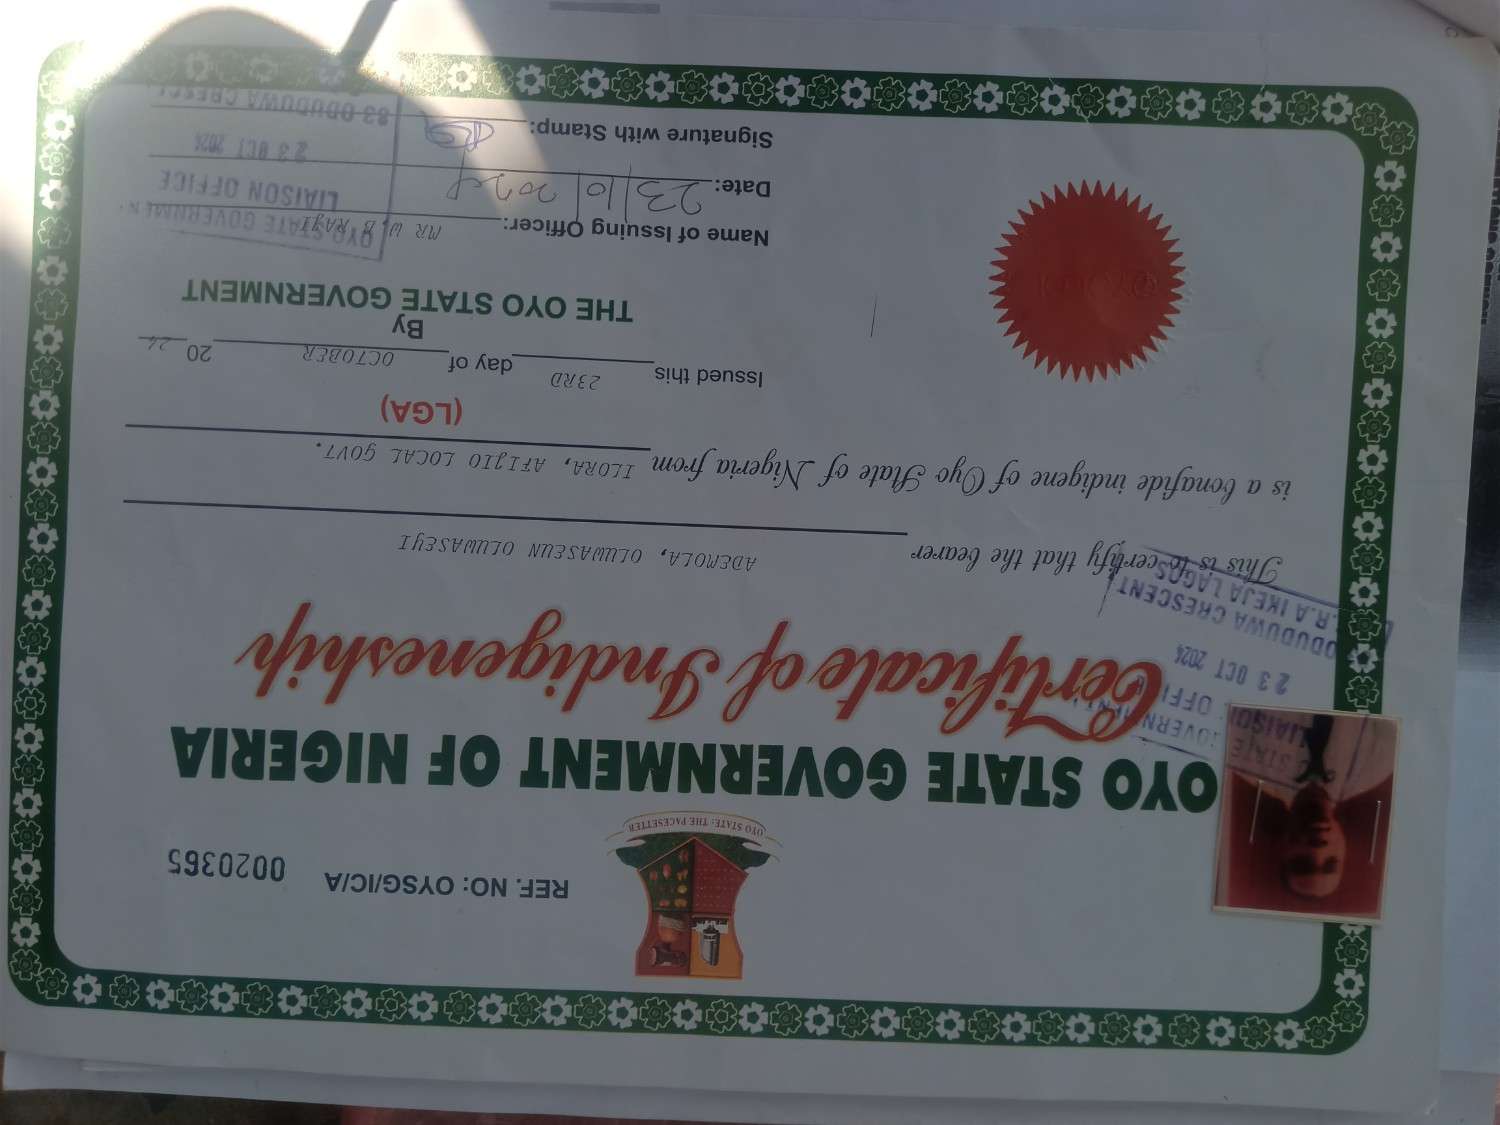 REF. NO: OYSG/IC/A 0020365
OYO STATE: THE PACESETTER
OYO STATE GOVERNMENT OF NIGERIA
Certificate of Indigeneship
STATE GOVERNMENT
LIAISON OFFICE
23 OCT 2024
ODUDUWA CRESCENT
.R.A IKEJA LAGOS
This is to certify that the bearer ADEMOLA, OLUWASEUN OLUWASEYI
is a bonafide indigene of Oyo State of Nigeria from ILORA, AFIJIO LOCAL GOVT.
(LGA)
Issued this 23RD day of OCTOBER 20 24
By
THE OYO STATE GOVERNMENT
Name of Issuing Officer: MR W.B RAJI
Date: 23/10/2024
Signature with Stamp:
OYO STATE GOVERNMENT
LIAISON OFFICE
23 OCT 2024
83 ODUDUWA CRESC